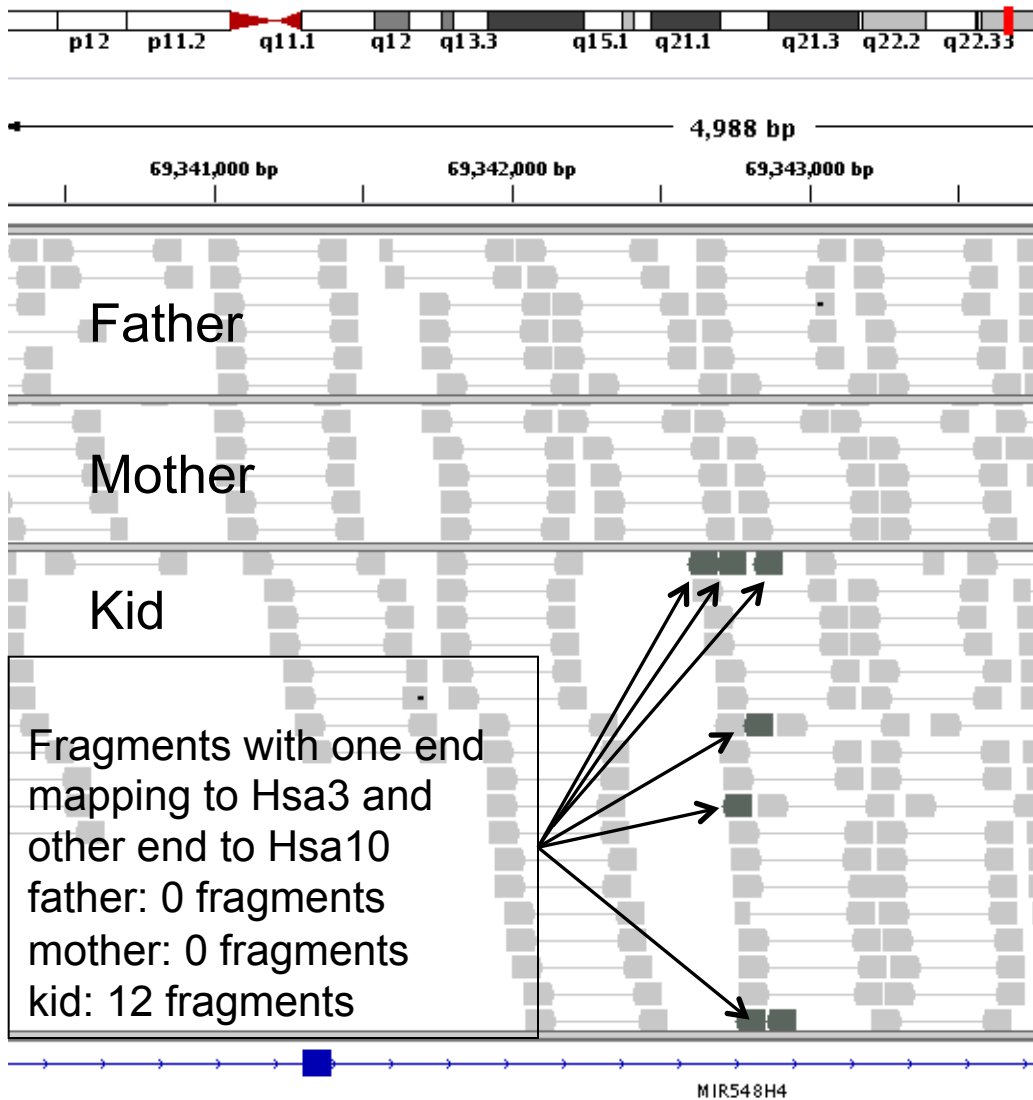 p12 p11.2 q11.1 q12 q13.3 q15.1 q21.1 q21.3 q22.2 q22.33
4,988 bp
69,341,000 bp 69,342,000 bp 69,343,000 bp
Father
Mother
Kid
Fragments with one end
mapping to Hsa3 and
other end to Hsa10
father: 0 fragments
mother: 0 fragments
kid: 12 fragments
MIR548H4